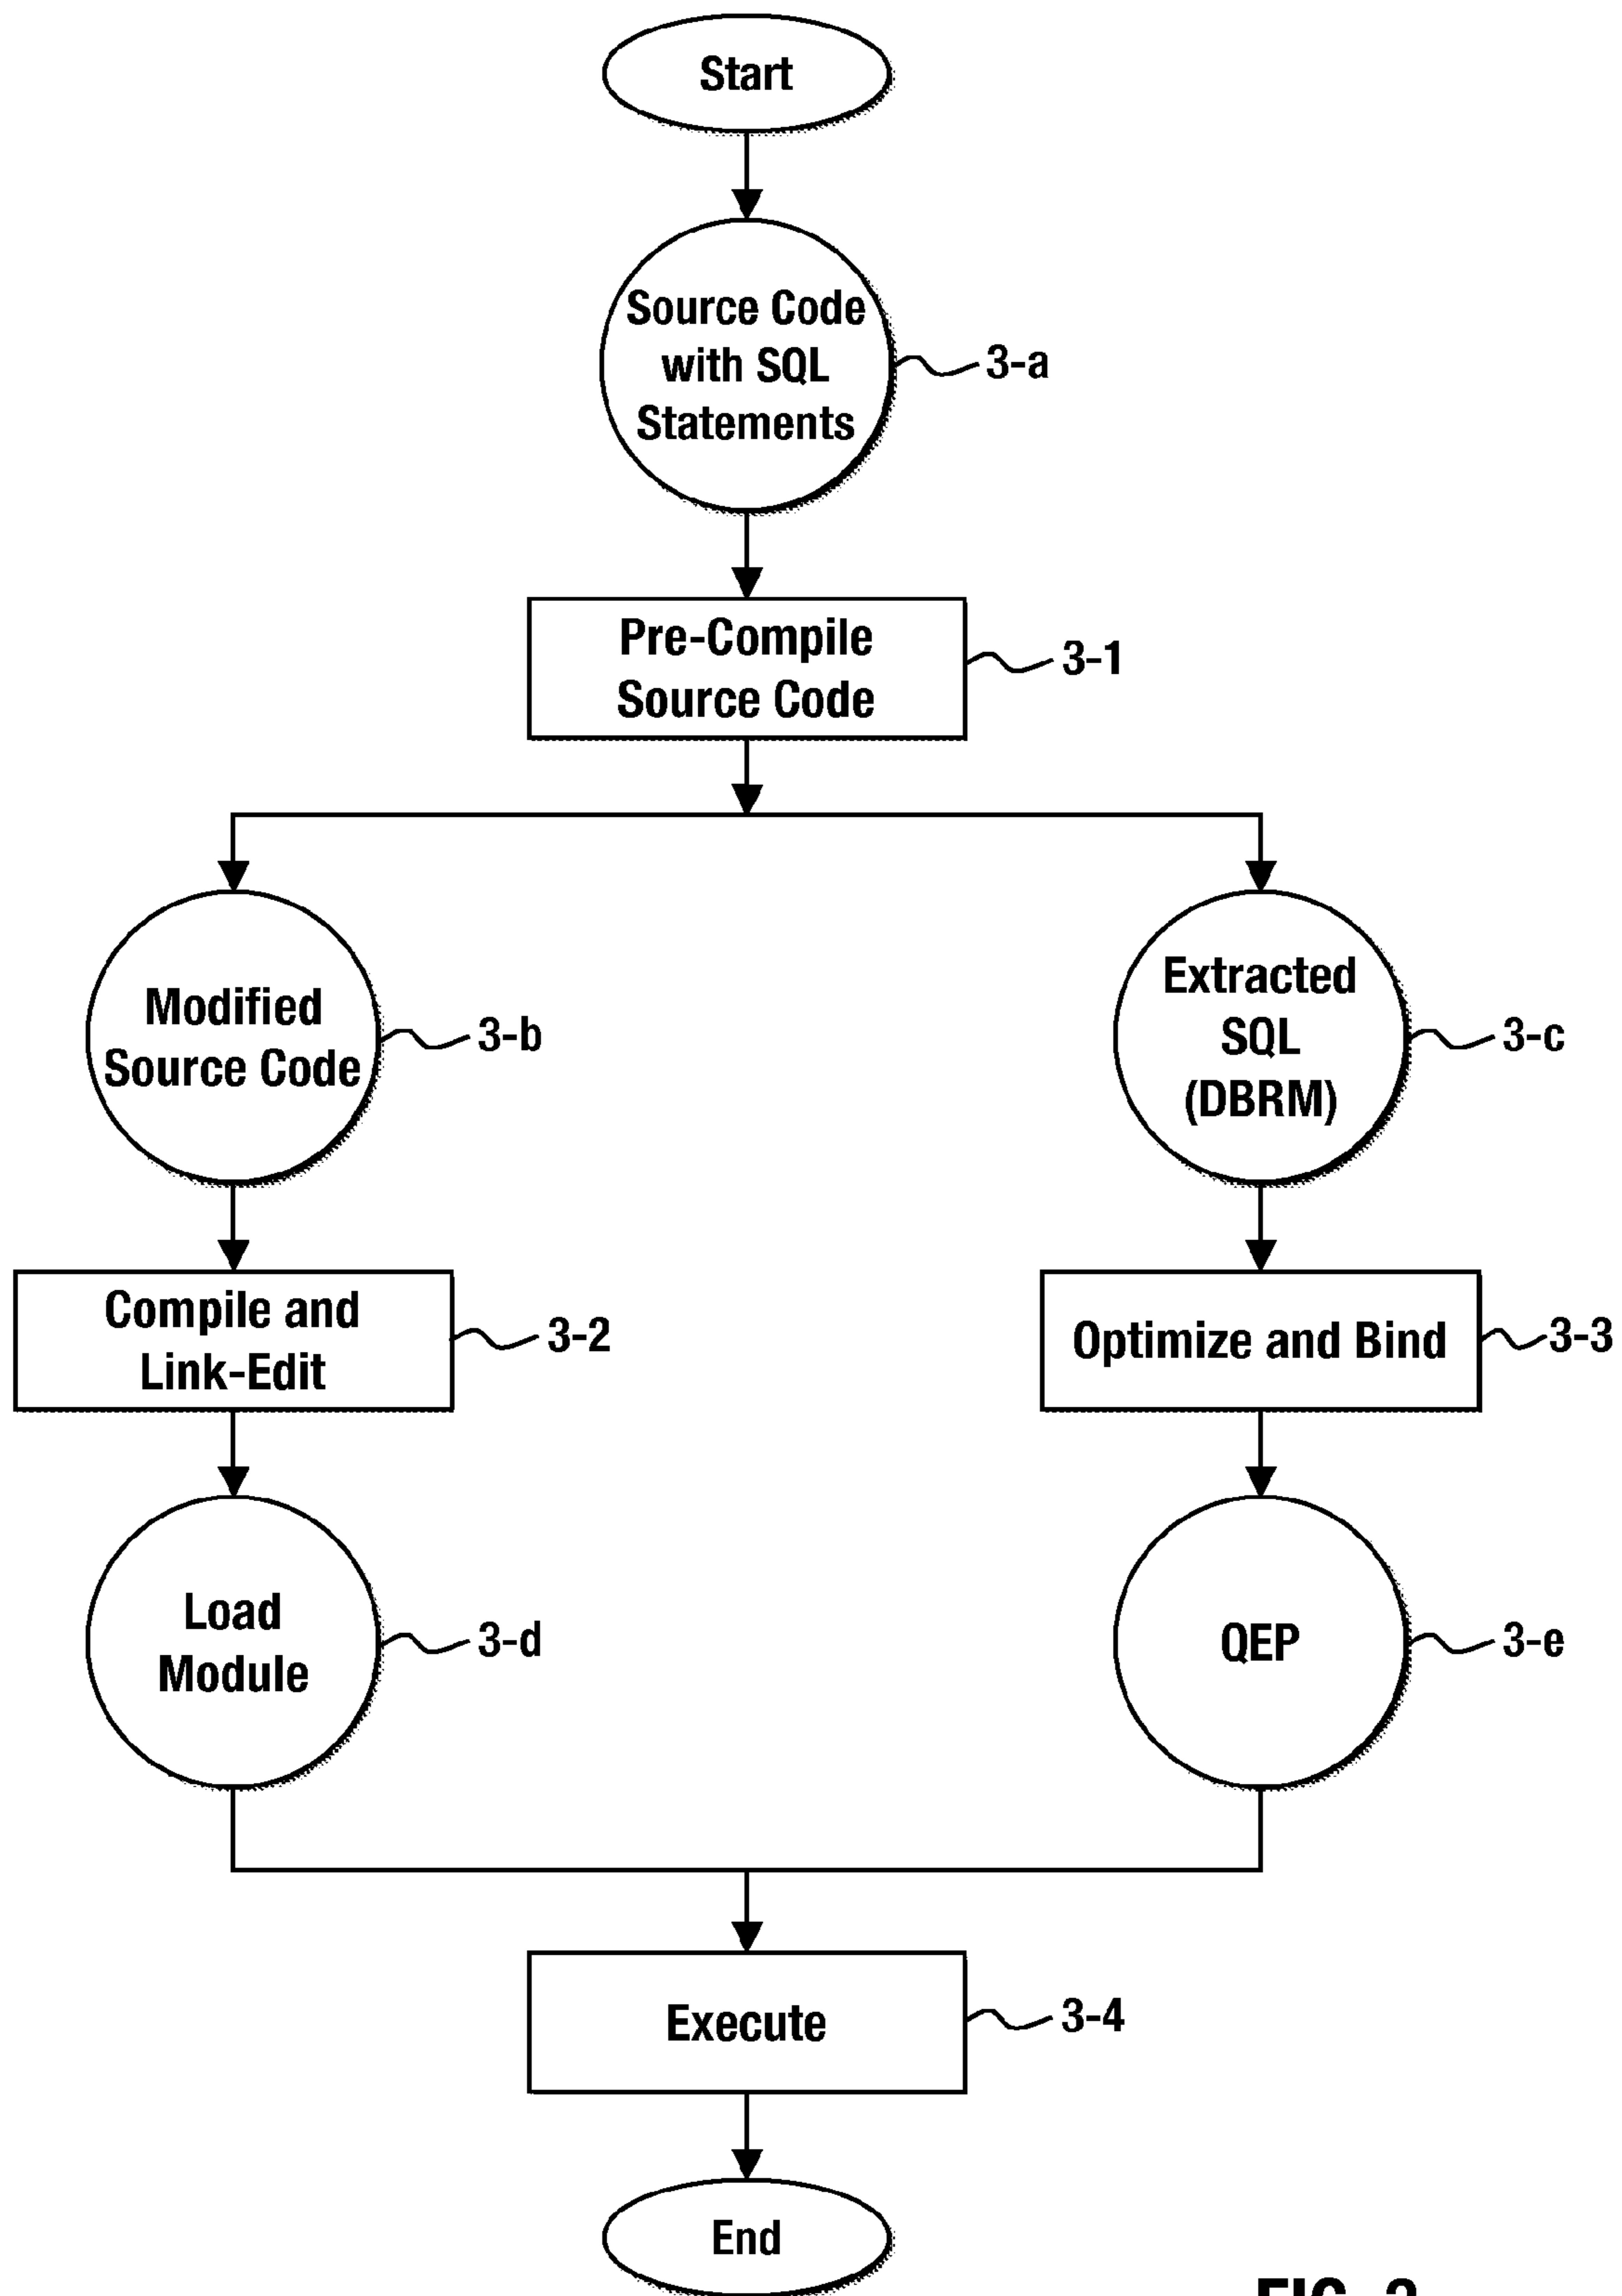 Start
Source Code
with SQL
Statements
3-a
Pre-Compile
Source Code
3-1
Modified
Source Code
3-b
Extracted
SQL
(DBRM)
3-c
Compile and
Link-Edit
3-2
Optimize and Bind
3-3
Load
Module
3-d
QEP
3-e
Execute
3-4
End